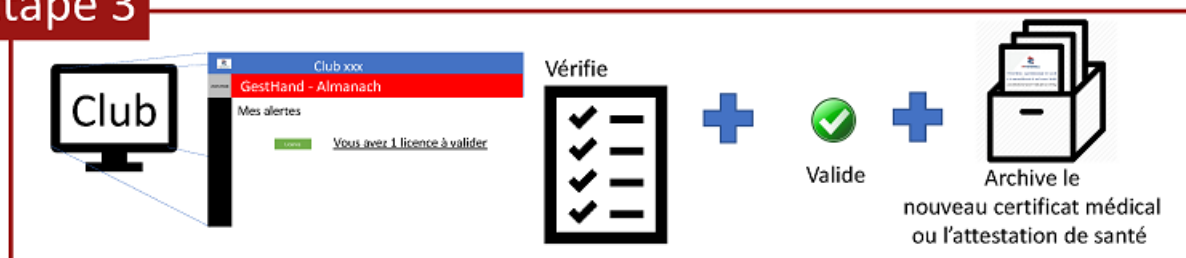 tape 3
Club
Club xxx
GestHand - Almanach
Mes alertes
Vous avez 1 licence à valider
Vérifie
Valide
Archive le
nouveau certificat médical
ou l'attestation de santé